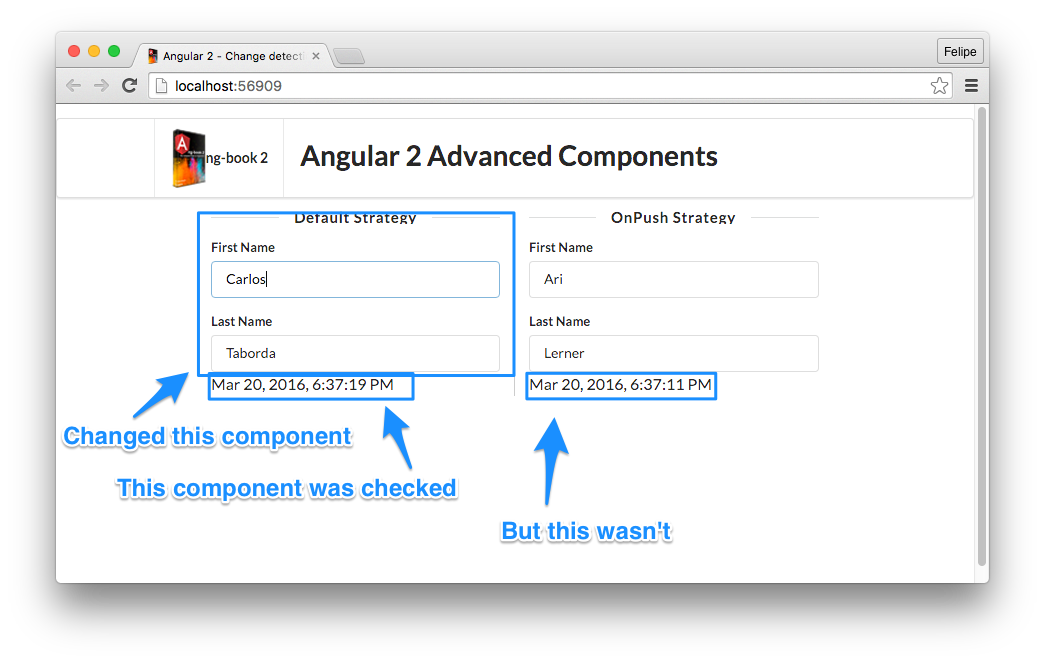 Angular 2 - Change detecti
Felipe
localhost:56909
ng-book 2
Angular 2 Advanced Components
Default Strategy
First Name
Carlos
Last Name
Taborda
Mar 20, 2016, 6:37:19 PM
OnPush Strategy
First Name
Ari
Last Name
Lerner
Mar 20, 2016, 6:37:11 PM
Changed this component
This component was checked
But this wasn't